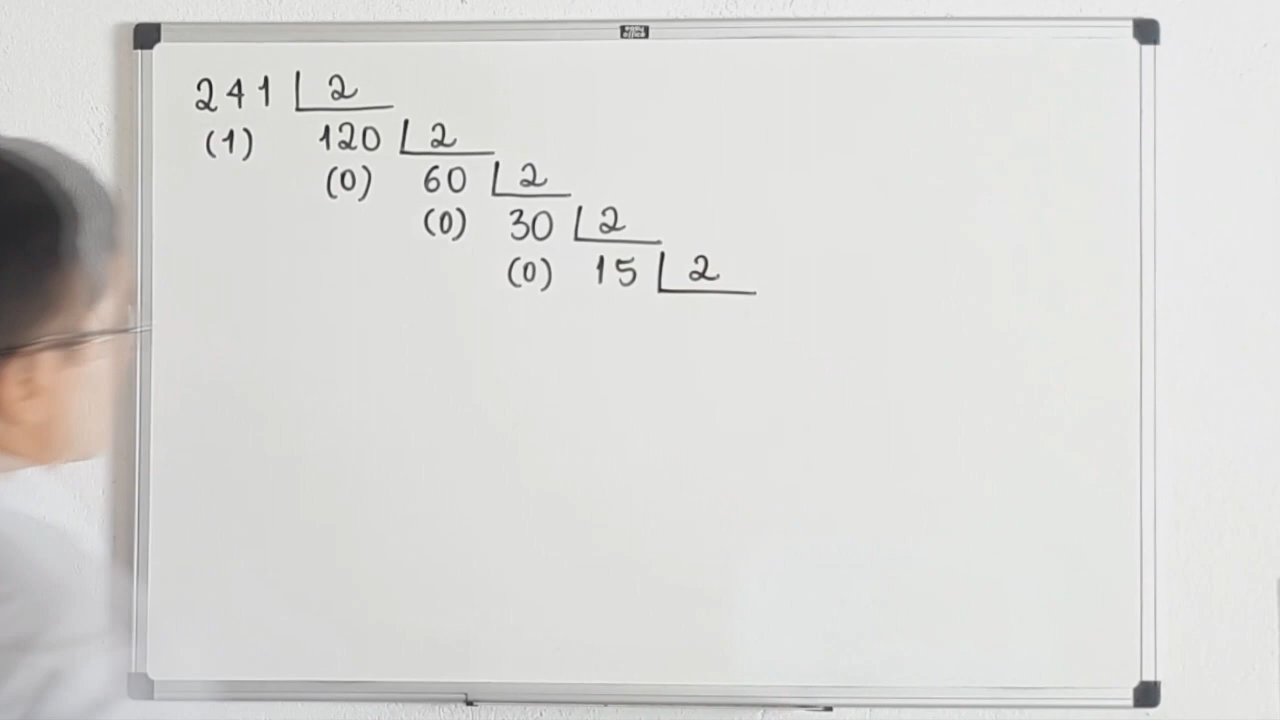 241 2
(1) 120 2
(0) 60 2
(0) 30 2
(0) 15 2